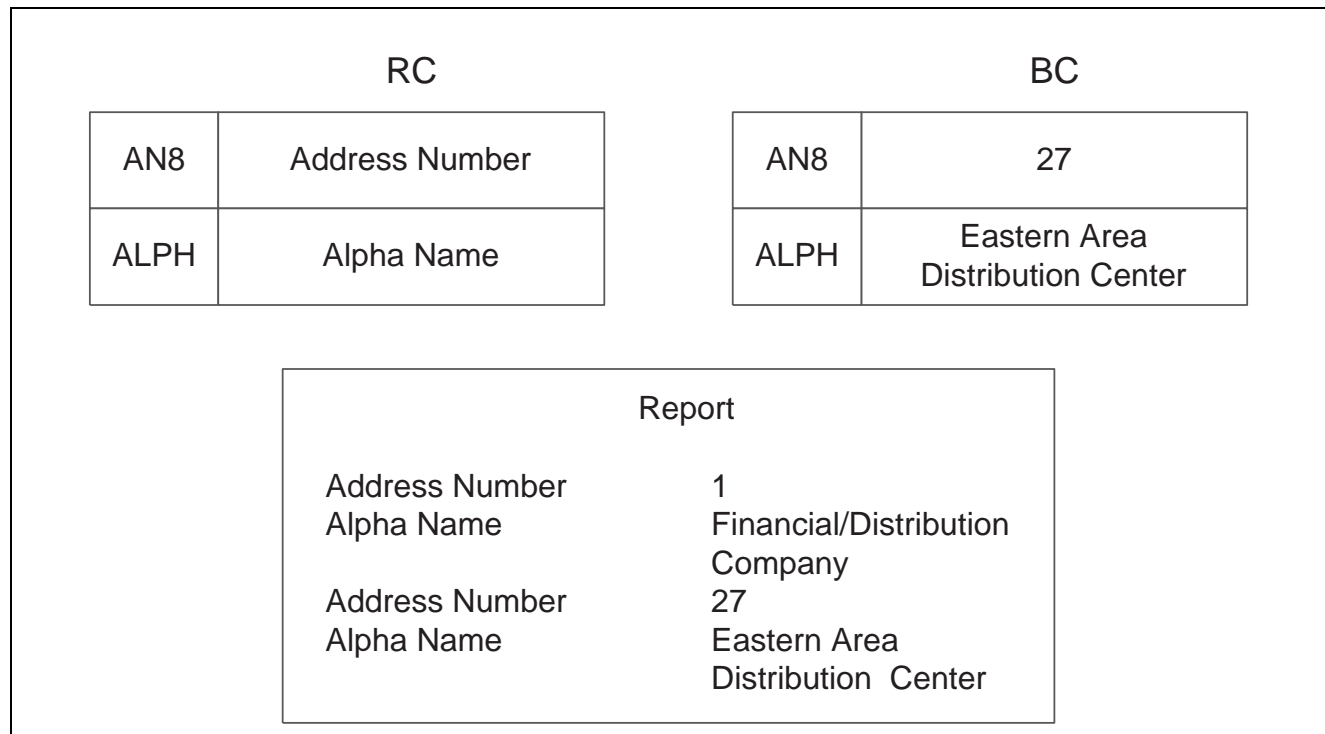 RC
AN8 Address Number
ALPH Alpha Name
BC
AN8 27
ALPH Eastern Area
Distribution Center
Report
Address Number 1
Alpha Name Financial/Distribution
Company
Address Number 27
Alpha Name Eastern Area
Distribution Center